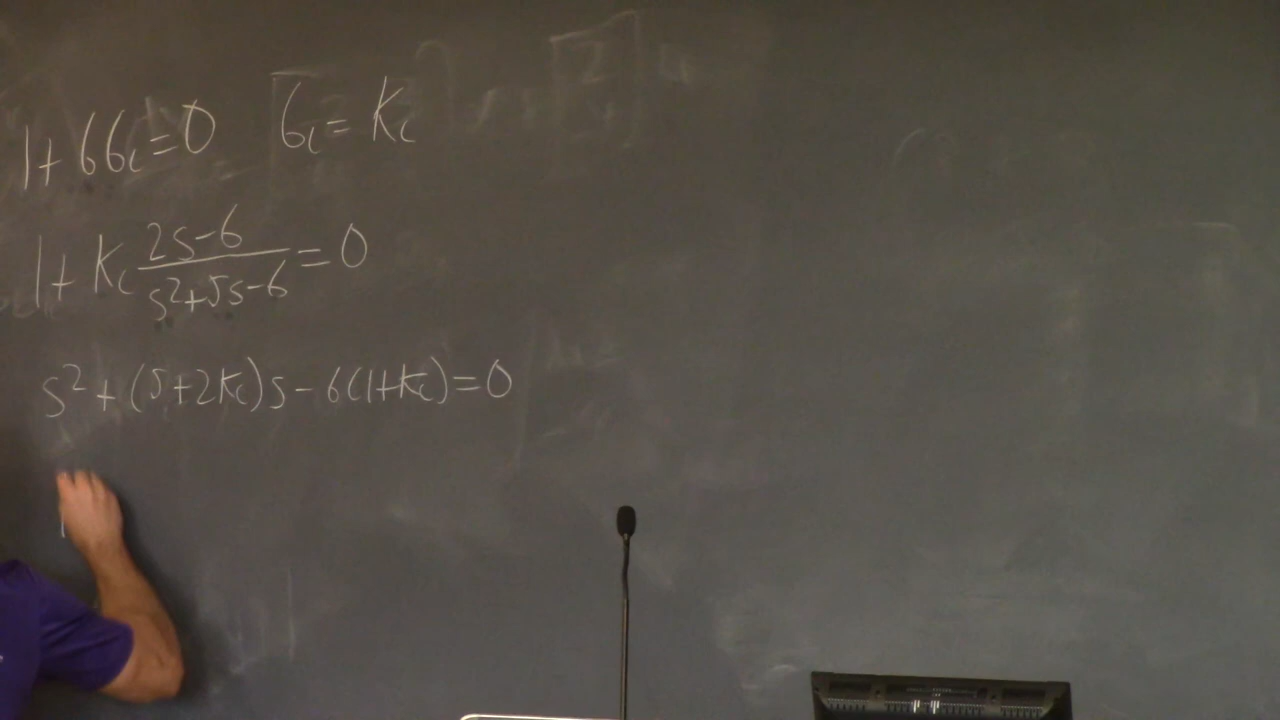 1+GGc=0 Gc=Kc
1+Kc (2s-6)/(s²+5s-6)=0
s²+(5+2Kc)s-6(1+Kc)=0